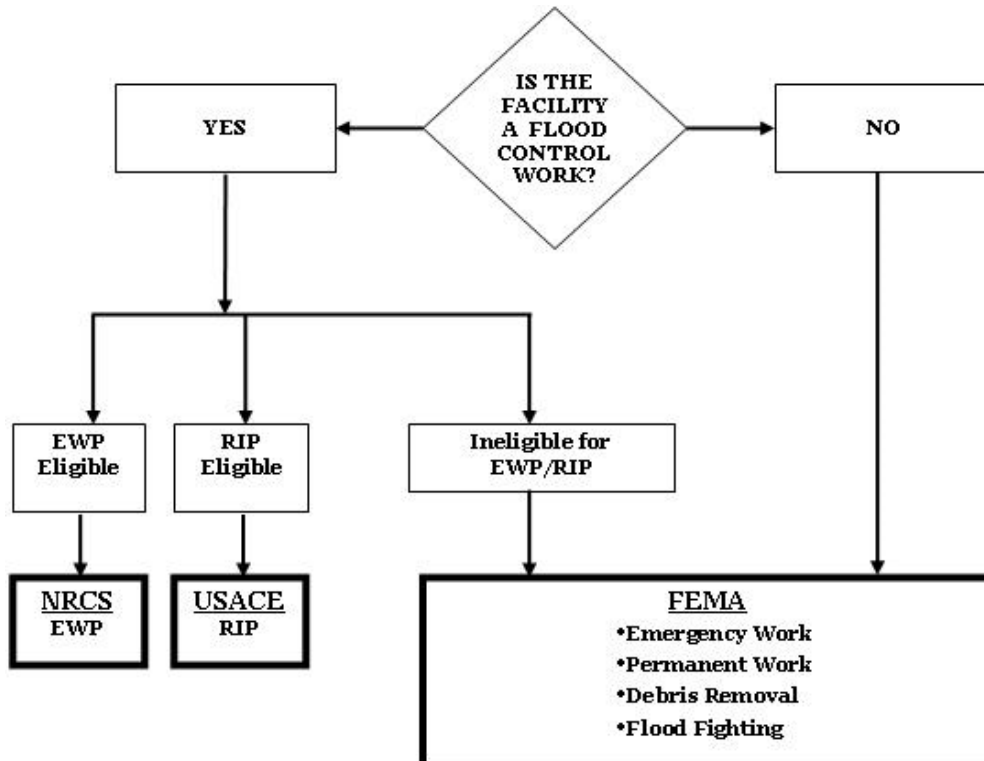 IS THE
FACILITY
A FLOOD
CONTROL
WORK?
YES
NO
EWP
Eligible
RIP
Eligible
Ineligible for
EWP/RIP
NRCS
EWP
USACE
RIP
FEMA
•Emergency Work
•Permanent Work
•Debris Removal
•Flood Fighting